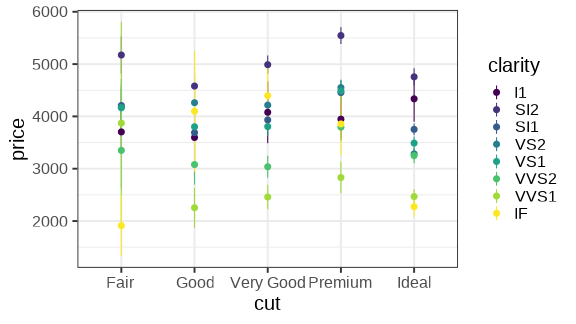 6000
5000
4000
3000
2000
price
Fair Good Very Good Premium Ideal
cut
clarity
I1
SI2
SI1
VS2
VS1
VVS2
VVS1
IF